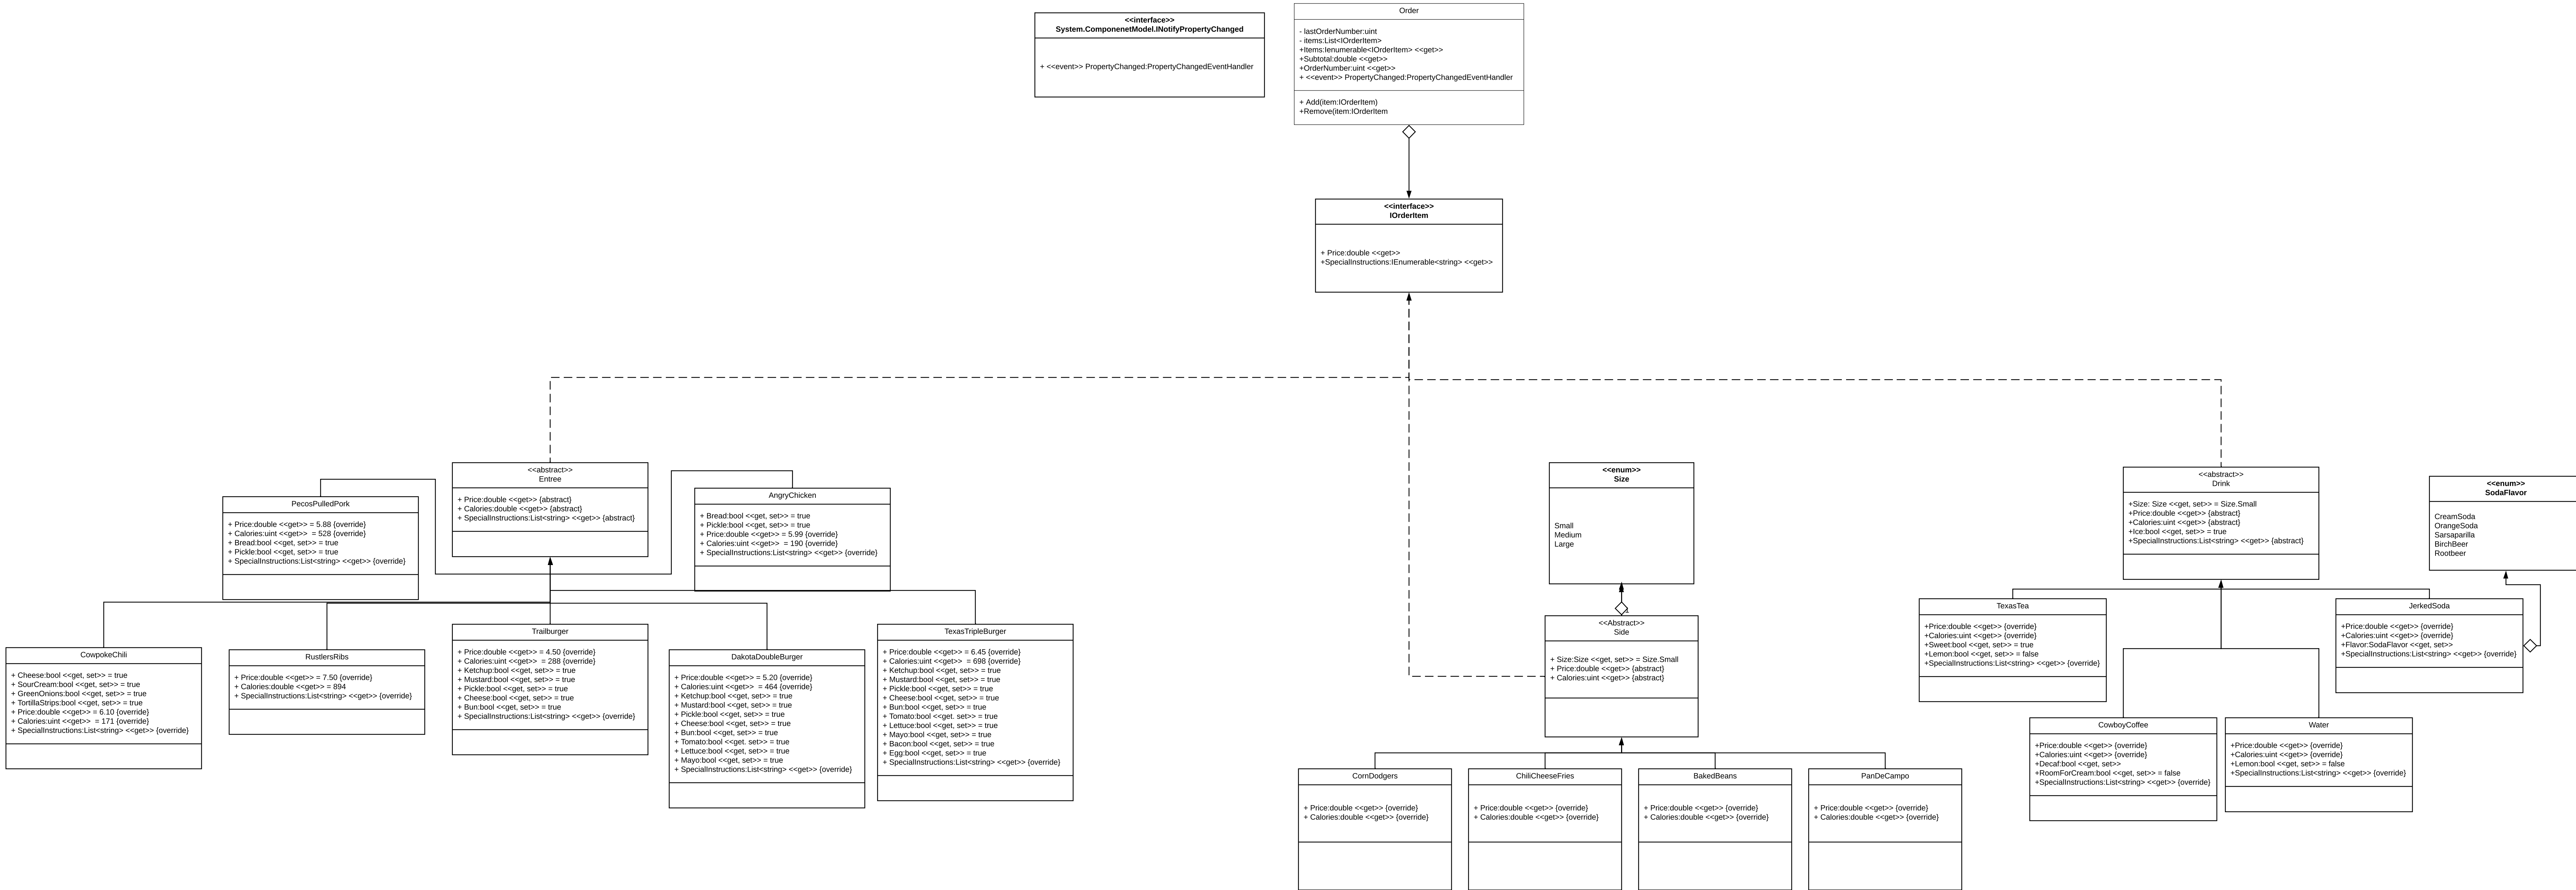 <<interface>>
System.ComponenetModel.INotifyPropertyChanged
+ <<event>> PropertyChanged:PropertyChangedEventHandler
Order
- lastOrderNumber:uint
- items:List<IOrderItem>
+Items:Ienumerable<IOrderItem> <<get>>
+Subtotal:double <<get>>
+OrderNumber:uint <<get>>
+ <<event>> PropertyChanged:PropertyChangedEventHandler
+ Add(item:IOrderItem)
+Remove(item:IOrderItem
<<interface>>
IOrderItem
+ Price:double <<get>>
+SpecialInstructions:IEnumerable<string> <<get>>
PecosPulledPork
+ Price:double <<get>> = 5.88 {override}
+ Calories:uint <<get>>  = 528 {override}
+ Bread:bool <<get, set>> = true
+ Pickle:bool <<get, set>> = true
+ SpecialInstructions:List<string> <<get>> {override}
<<abstract>>
Entree
+ Price:double <<get>> {abstract}
+ Calories:double <<get>> {abstract}
+ SpecialInstructions:List<string> <<get>> {abstract}
AngryChicken
+ Bread:bool <<get, set>> = true
+ Pickle:bool <<get, set>> = true
+ Price:double <<get>> = 5.99 {override}
+ Calories:uint <<get>>  = 190 {override}
+ SpecialInstructions:List<string> <<get>> {override}
<<enum>>
Size
Small
Medium
Large
<<abstract>>
Drink
+Size: Size <<get, set>> = Size.Small
+Price:double <<get>> {abstract}
+Calories:uint <<get>> {abstract}
+Ice:bool <<get, set>> = true
+SpecialInstructions:List<string> <<get>> {abstract}
<<enum>>
SodaFlavor
CreamSoda
OrangeSoda
Sarsaparilla
BirchBeer
Rootbeer
CowpokeChili
+ Cheese:bool <<get, set>> = true
+ SourCream:bool <<get, set>> = true
+ GreenOnions:bool <<get, set>> = true
+ TortillaStrips:bool <<get, set>> = true
+ Price:double <<get>> = 6.10 {override}
+ Calories:uint <<get>>  = 171 {override}
+ SpecialInstructions:List<string> <<get>> {override}
RustlersRibs
+ Price:double <<get>> = 7.50 {override}
+ Calories:double <<get>> = 894
+ SpecialInstructions:List<string> <<get>> {override}
Trailburger
+ Price:double <<get>> = 4.50 {override}
+ Calories:uint <<get>>  = 288 {override}
+ Ketchup:bool <<get, set>> = true
+ Mustard:bool <<get, set>> = true
+ Pickle:bool <<get, set>> = true
+ Cheese:bool <<get, set>> = true
+ Bun:bool <<get, set>> = true
+ SpecialInstructions:List<string> <<get>> {override}
DakotaDoubleBurger
+ Price:double <<get>> = 5.20 {override}
+ Calories:uint <<get>>  = 464 {override}
+ Ketchup:bool <<get, set>> = true
+ Mustard:bool <<get, set>> = true
+ Pickle:bool <<get, set>> = true
+ Cheese:bool <<get, set>> = true
+ Bun:bool <<get, set>> = true
+ Tomato:bool <<get. set>> = true
+ Lettuce:bool <<get, set>> = true
+ Mayo:bool <<get, set>> = true
+ SpecialInstructions:List<string> <<get>> {override}
TexasTripleBurger
+ Price:double <<get>> = 6.45 {override}
+ Calories:uint <<get>>  = 698 {override}
+ Ketchup:bool <<get, set>> = true
+ Mustard:bool <<get, set>> = true
+ Pickle:bool <<get, set>> = true
+ Cheese:bool <<get, set>> = true
+ Bun:bool <<get, set>> = true
+ Tomato:bool <<get, set>> = true
+ Lettuce:bool <<get, set>> = true
+ Mayo:bool <<get, set>> = true
+ Bacon:bool <<get, set>> = true
+ Egg:bool <<get, set>> = true
+ SpecialInstructions:List<string> <<get>> {override}
1
<<Abstract>>
Side
+ Size:Size <<get, set>> = Size.Small
+ Price:double <<get>> {abstract}
+ Calories:uint <<get>> {abstract}
TexasTea
+Price:double <<get>> {override}
+Calories:uint <<get>> {override}
+Sweet:bool <<get, set>> = true
+Lemon:bool <<get, set>> = false
+SpecialInstructions:List<string> <<get>> {override}
JerkedSoda
+Price:double <<get>> {override}
+Calories:uint <<get>> {override}
+Flavor:SodaFlavor <<get, set>>
+SpecialInstructions:List<string> <<get>> {override}
CowboyCoffee
+Price:double <<get>> {override}
+Calories:uint <<get>> {override}
+Decaf:bool <<get, set>>
+RoomForCream:bool <<get, set>> = false
+SpecialInstructions:List<string> <<get>> {override}
Water
+Price:double <<get>> {override}
+Calories:uint <<get>> {override}
+Lemon:bool <<get, set>> = false
+SpecialInstructions:List<string> <<get>> {override}
CornDodgers
+ Price:double <<get>> {override}
+ Calories:double <<get>> {override}
ChiliCheeseFries
+ Price:double <<get>> {override}
+ Calories:double <<get>> {override}
BakedBeans
+ Price:double <<get>> {override}
+ Calories:double <<get>> {override}
PanDeCampo
+ Price:double <<get>> {override}
+ Calories:double <<get>> {override}